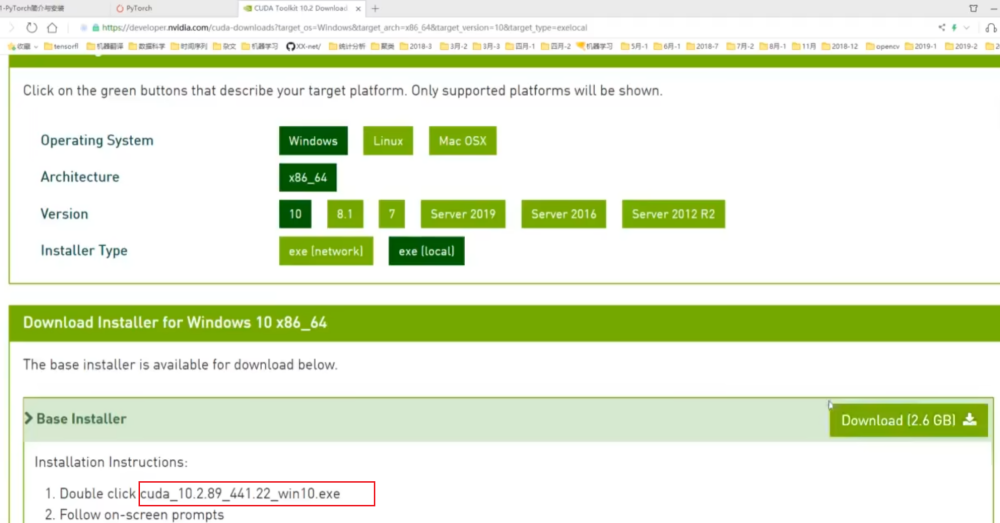 1-PyTorch简介与安装 PyTorch CUDA Toolkit 10.2 Download
https://developer.nvidia.com/cuda-downloads?target_os=Windows&target_arch=x86_64&target_version=10&target_type=exelocal
收藏 tensorfl 机器翻译 数据科学 时间序列 杂文 机器学习 XX-net/ 统计分析 聚类 2018-3 3月-2 3月-3 四月-1 四月-2 机器学习 5月-1 6月-1 2018-7 7月-2 8月-1 11月 2018-12 opencv 2019-1 2019-2
Click on the green buttons that describe your target platform. Only supported platforms will be shown.
Operating System Windows Linux Mac OSX
Architecture x86_64
Version 10 8.1 7 Server 2019 Server 2016 Server 2012 R2
Installer Type exe (network) exe (local)
Download Installer for Windows 10 x86_64
The base installer is available for download below.
Base Installer Download (2.6 GB)
Installation Instructions:
1. Double click cuda_10.2.89_441.22_win10.exe
2. Follow on-screen prompts